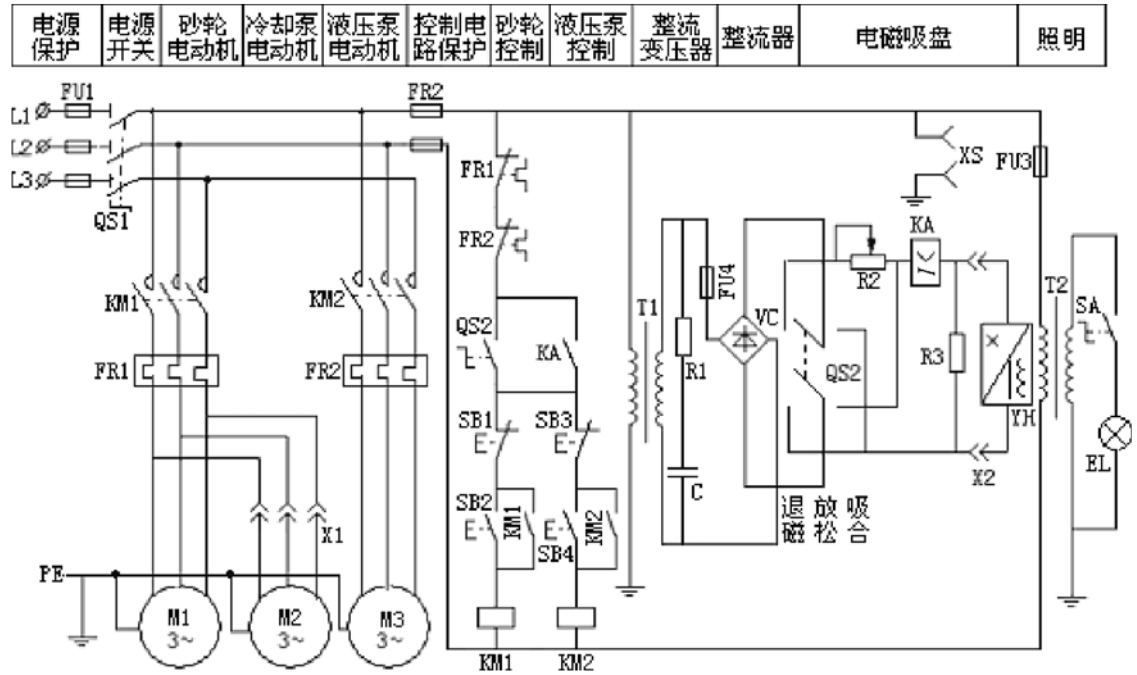 电源保护
电源开关
砂轮电动机
冷却泵电动机
液压泵电动机
控制电路保护
砂轮控制
液压泵控制
整流变压器
整流器
电磁吸盘
照明
FU1
FR2
L1
L2
L3
QS1
FR1
FR2
XS
FU3
KA
KM1
KM2
QS2
KA
T1
FU4
VC
R2
T2
SA
FR1
FR2
R1
QS2
R3
SB1
SB3
YH
EL
C
X2
SB2
KM1
SB4
KM2
X1
退磁
放松
吸合
PE
M1
3~
M2
3~
M3
3~
KM1
KM2
I<